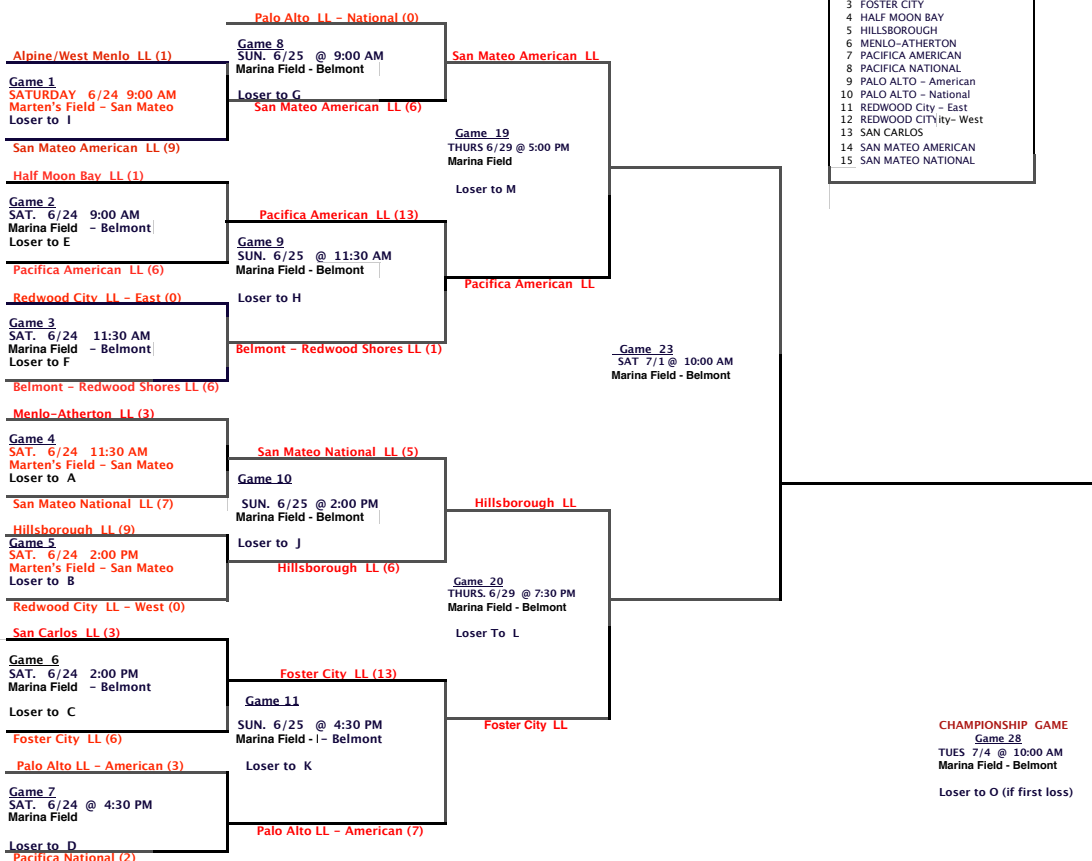 Palo Alto LL - National (0)
Game 8
SUN. 6/25 @ 9:00 AM
Marina Field - Belmont
Loser to G
San Mateo American (6)
Alpine/West Menlo LL (1)
Game 1
SATURDAY 6/24 9:00 AM
Marten's Field - San Mateo
Loser to I
San Mateo American LL (9)
Half Moon Bay LL (1)
Game 2
SAT. 6/24 9:00 AM
Marina Field - Belmont
Loser to E
Pacifica American LL (6)
Pacifica American LL (13)
Game 9
SUN. 6/25 @ 11:30 AM
Marina Field - Belmont
Loser to H
Belmont - Redwood Shores LL (1)
Redwood City LL - East (0)
Game 3
SAT. 6/24 11:30 AM
Marina Field - Belmont
Loser to F
Belmont - Redwood Shores LL (6)
Menlo-Atherton LL (3)
Game 4
SAT. 6/24 11:30 AM
Marten's Field - San Mateo
Loser to A
San Mateo National LL (7)
San Mateo National LL (5)
Game 10
SUN. 6/25 @ 2:00 PM
Marina Field - Belmont
Loser to J
Hillsborough LL (6)
Hillsborough LL (9)
Game 5
SAT. 6/24 2:00 PM
Marten's Field - San Mateo
Loser to B
Redwood City LL - West (0)
San Carlos LL (3)
Game 6
SAT. 6/24 2:00 PM
Marina Field - Belmont
Loser to C
Foster City LL (6)
Foster City LL (13)
Game 11
SUN. 6/25 @ 4:30 PM
Marina Field - - Belmont
Loser to K
Palo Alto LL - American (7)
Palo Alto LL - American (3)
Game 7
SAT. 6/24 @ 4:30 PM
Marina Field
Loser to D
Pacifica National (2)
San Mateo American LL
Game 19
THURS 6/29 @ 5:00 PM
Marina Field
Loser to M
Pacifica American LL
Hillsborough LL
Game 20
THURS. 6/29 @ 7:30 PM
Marina Field - Belmont
Loser To L
Foster City LL
Game 23
SAT 7/1 @ 10:00 AM
Marina Field - Belmont
3 FOSTER CITY
4 HALF MOON BAY
5 HILLSBOROUGH
6 MENLO-ATHERTON
7 PACIFICA AMERICAN
8 PACIFICA NATIONAL
9 PALO ALTO - American
10 PALO ALTO - National
11 REDWOOD City - East
12 REDWOOD CITYity- West
13 SAN CARLOS
14 SAN MATEO AMERICAN
15 SAN MATEO NATIONAL
CHAMPIONSHIP GAME
Game 28
TUES 7/4 @ 10:00 AM
Marina Field - Belmont
Loser to O (if first loss)